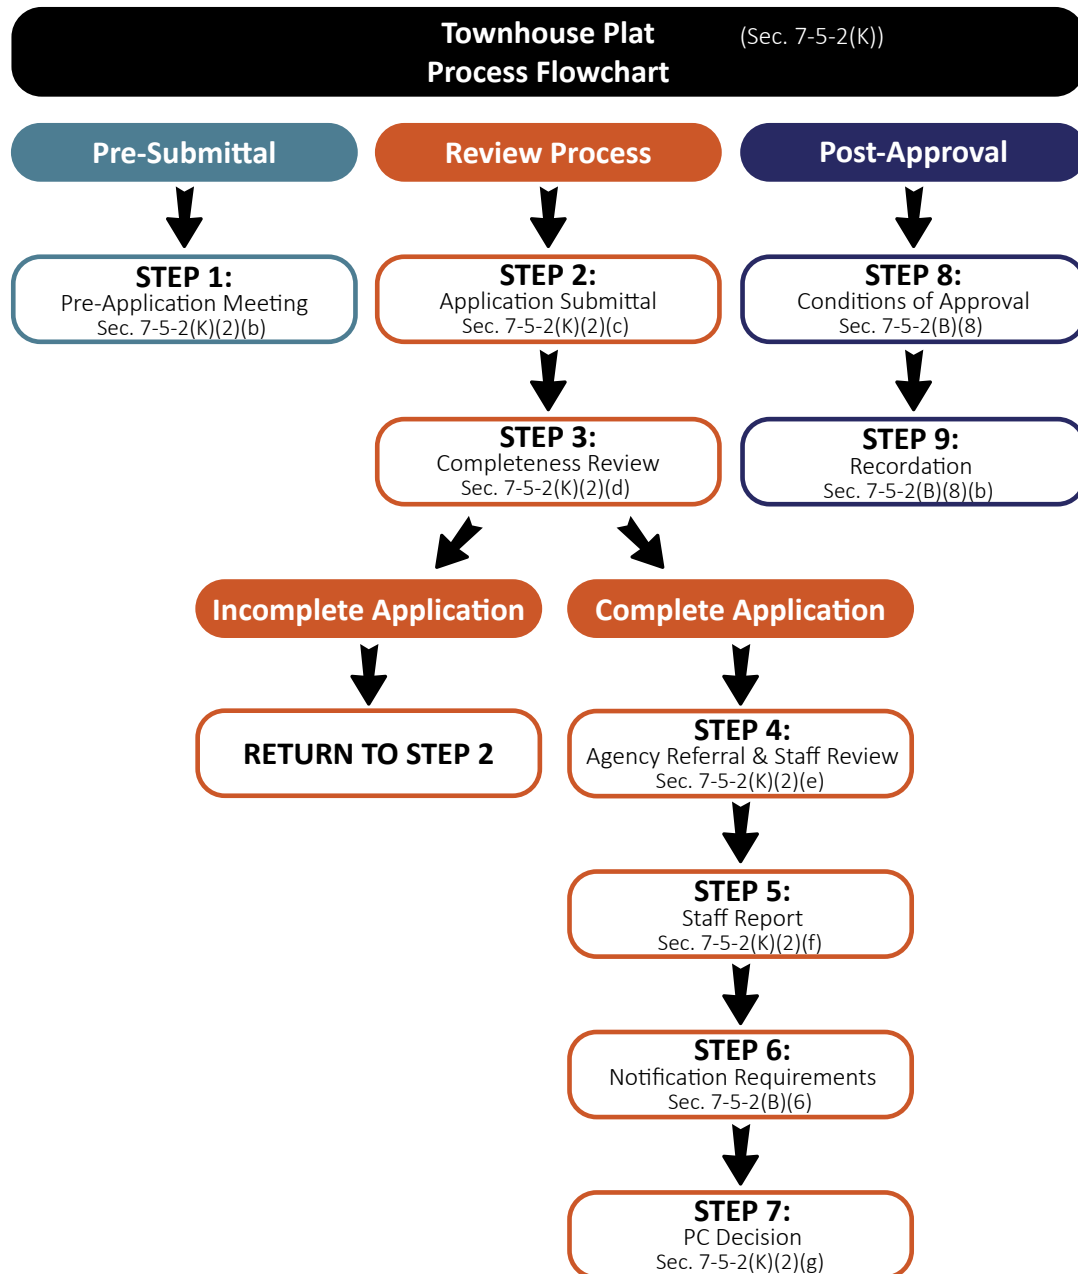 Townhouse Plat (Sec. 7-5-2(K))
Process Flowchart
Pre-Submittal
Review Process
Post-Approval
STEP 1:
Pre-Application Meeting
Sec. 7-5-2(K)(2)(b)
STEP 2:
Application Submittal
Sec. 7-5-2(K)(2)(c)
STEP 8:
Conditions of Approval
Sec. 7-5-2(B)(8)
STEP 3:
Completeness Review
Sec. 7-5-2(K)(2)(d)
STEP 9:
Recordation
Sec. 7-5-2(B)(8)(b)
Incomplete Application
Complete Application
RETURN TO STEP 2
STEP 4:
Agency Referral & Staff Review
Sec. 7-5-2(K)(2)(e)
STEP 5:
Staff Report
Sec. 7-5-2(K)(2)(f)
STEP 6:
Notification Requirements
Sec. 7-5-2(B)(6)
STEP 7:
PC Decision
Sec. 7-5-2(K)(2)(g)